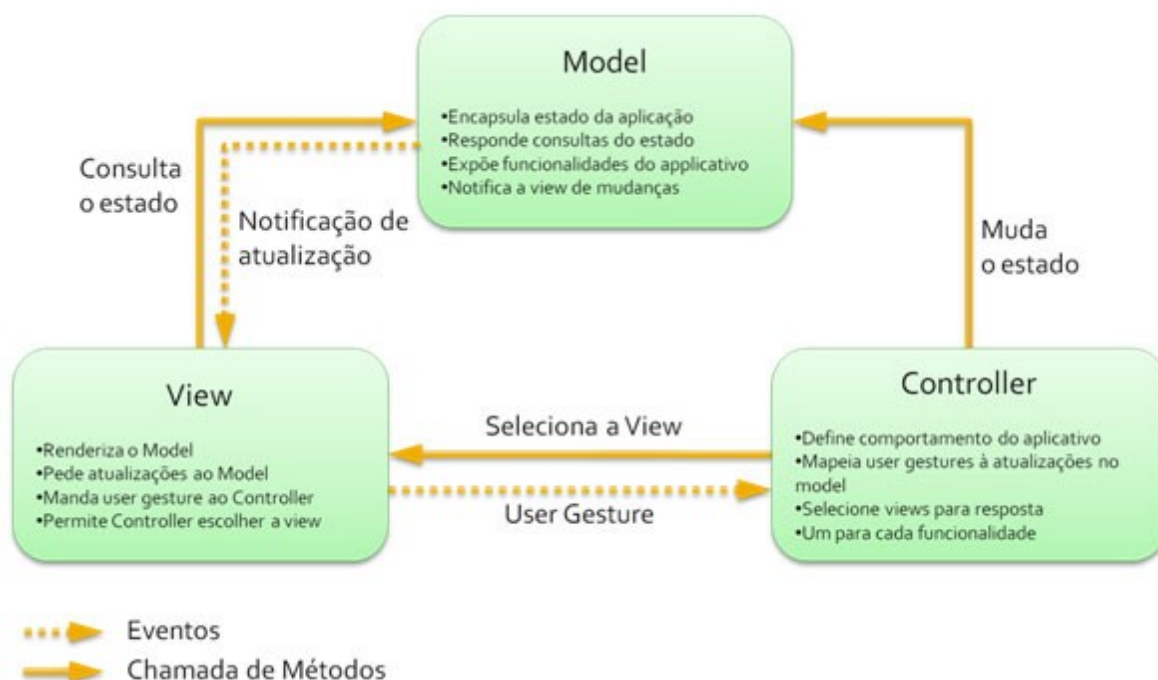 Model
•Encapsula estado da aplicação
•Responde consultas do estado
•Expõe funcionalidades do applicativo
•Notifica a view de mudanças
Consulta
o estado
Notificação de
atualização
Muda
o estado
View
•Renderiza o Model
•Pede atualizações ao Model
•Manda user gesture ao Controller
•Permite Controller escolher a view
Seleciona a View
User Gesture
Controller
•Define comportamento do aplicativo
•Mapeia user gestures à atualizações no
model
•Selecione views para resposta
•Um para cada funcionalidade
Eventos
Chamada de Métodos